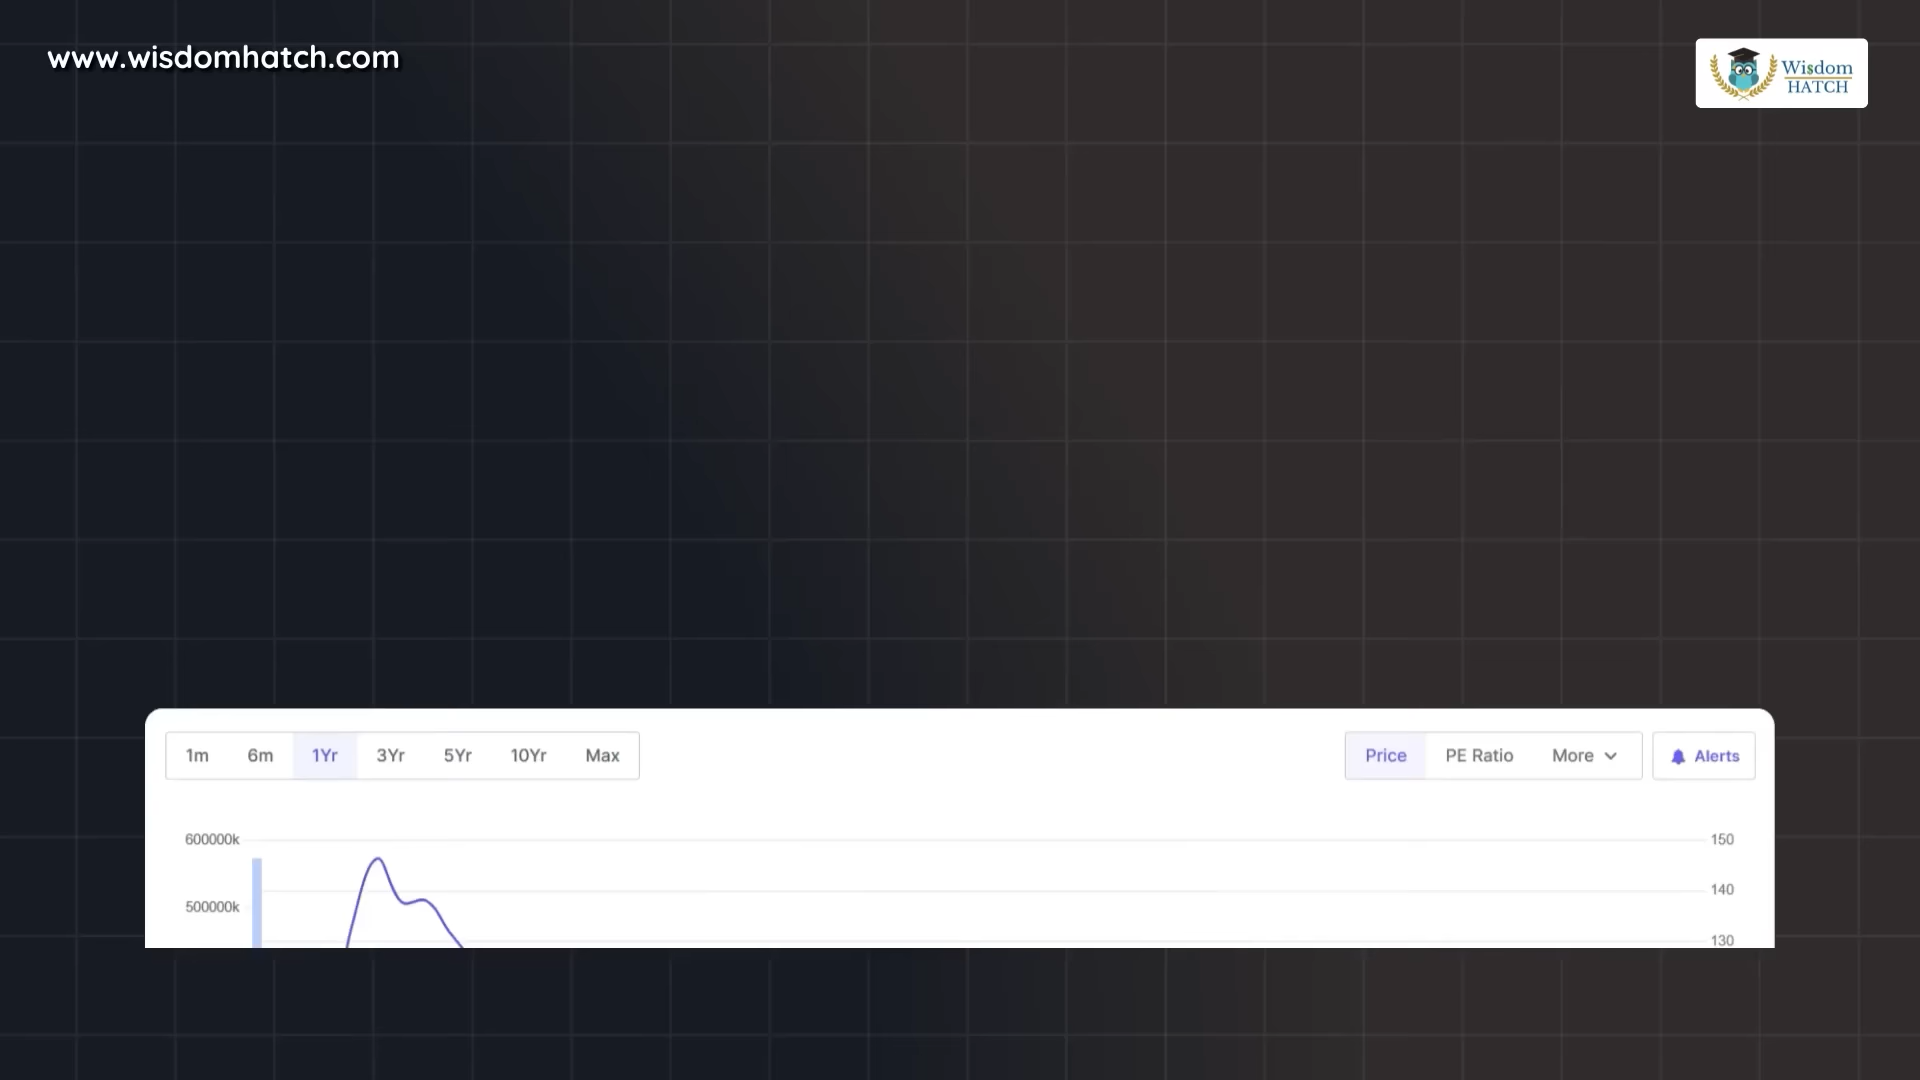 www.wisdomhatch.com
Wisdom
HATCH
1m 6m 1Yr 3Yr 5Yr 10Yr Max
Price PE Ratio More Alerts
600000k 150
140
500000k
130